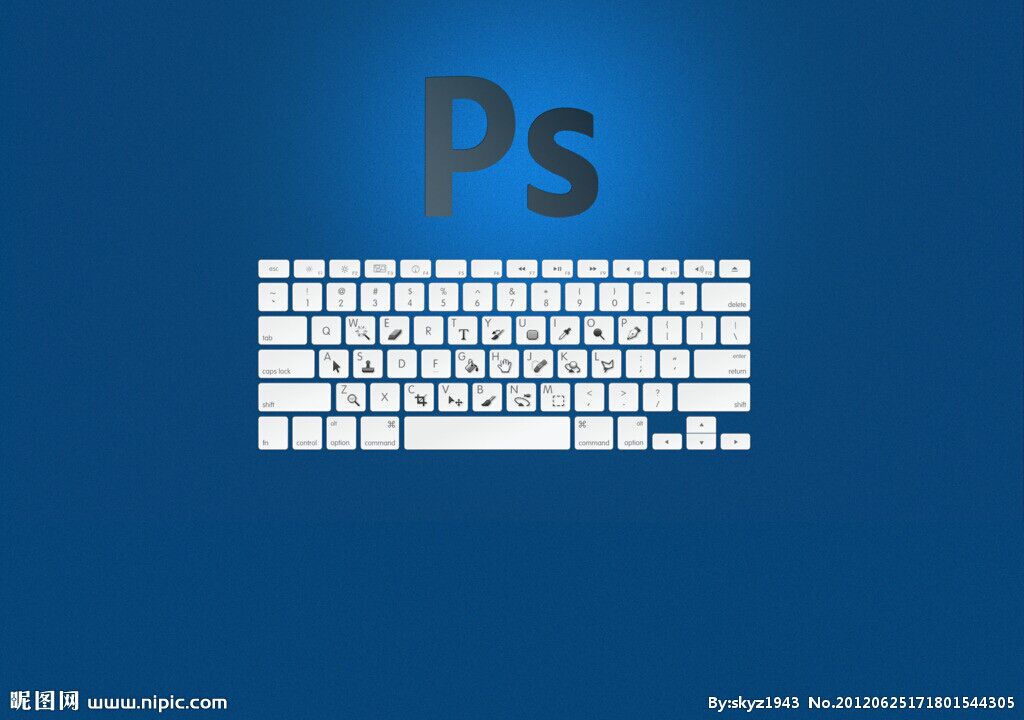 Ps
esc F1 F2 F3 F4 F5 F6 F7 F8 F9 F10 F11 F12
~ ! @ # $ % ^ & * ( ) _ +
` 1 2 3 4 5 6 7 8 9 0 - = delete
tab Q W E R T Y U I O P { [ } ] | \
caps lock A S D F G H J K L : ; " ' enter return
shift Z X C V B N M < , > . ? / shift
fn control alt option ⌘ command ⌘ command alt option
昵图网 www.nipic.com
By:skyz1943 No.20120625171801544305